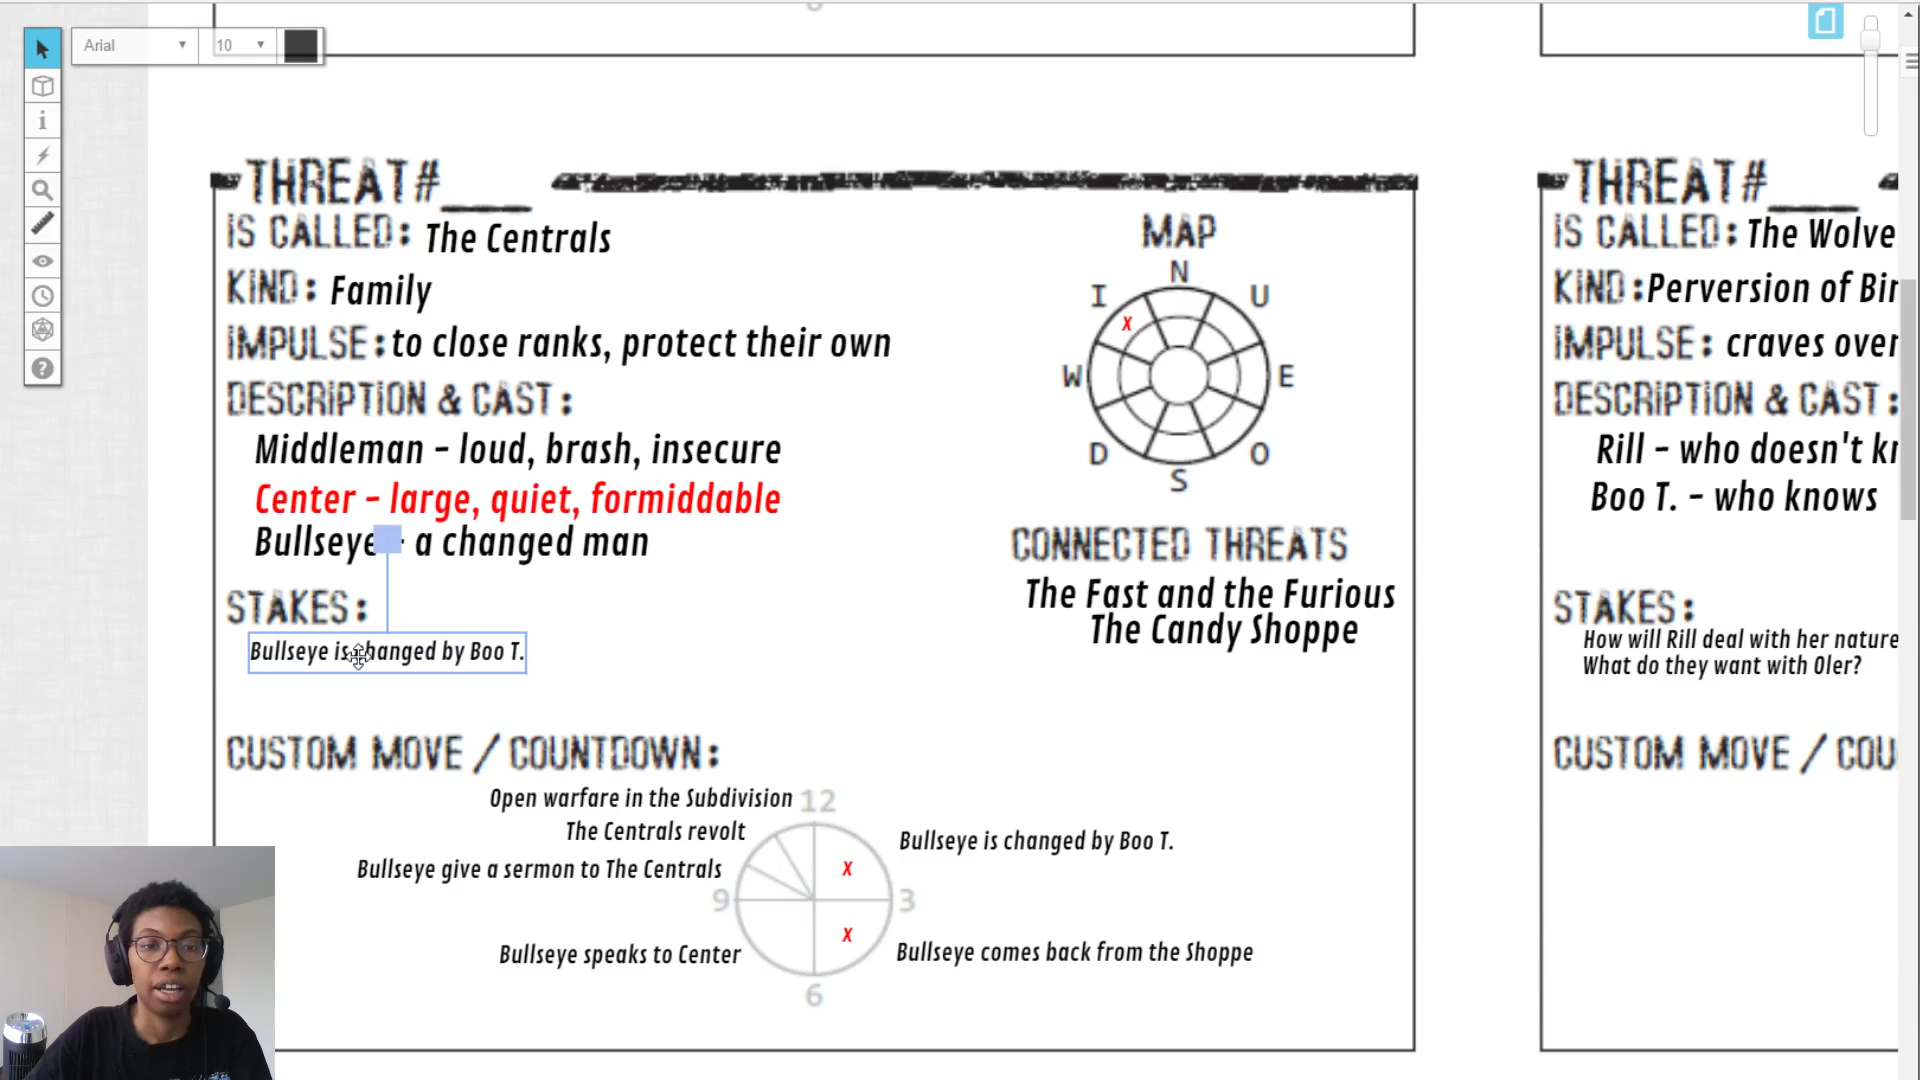 Arial
10
THREAT#___
IS CALLED: The Centrals
KIND: Family
IMPULSE: to close ranks, protect their own
DESCRIPTION & CAST:
Middleman - loud, brash, insecure
Center - large, quiet, formiddable
Bullseye - a changed man
STAKES:
Bullseye is changed by Boo T.
MAP
N
I
U
x
W
E
D
O
S
CONNECTED THREATS
The Fast and the Furious
The Candy Shoppe
CUSTOM MOVE / COUNTDOWN:
Open warfare in the Subdivision
12
The Centrals revolt
Bullseye is changed by Boo T.
Bullseye give a sermon to The Centrals
x
9
3
x
Bullseye speaks to Center
Bullseye comes back from the Shoppe
6
THREAT#___
IS CALLED: The Wolve
KIND: Perversion of Bir
IMPULSE: craves over
DESCRIPTION & CAST:
Rill - who doesn't kn
Boo T. - who knows
STAKES:
How will Rill deal with her nature
What do they want with Oler?
CUSTOM MOVE / COU